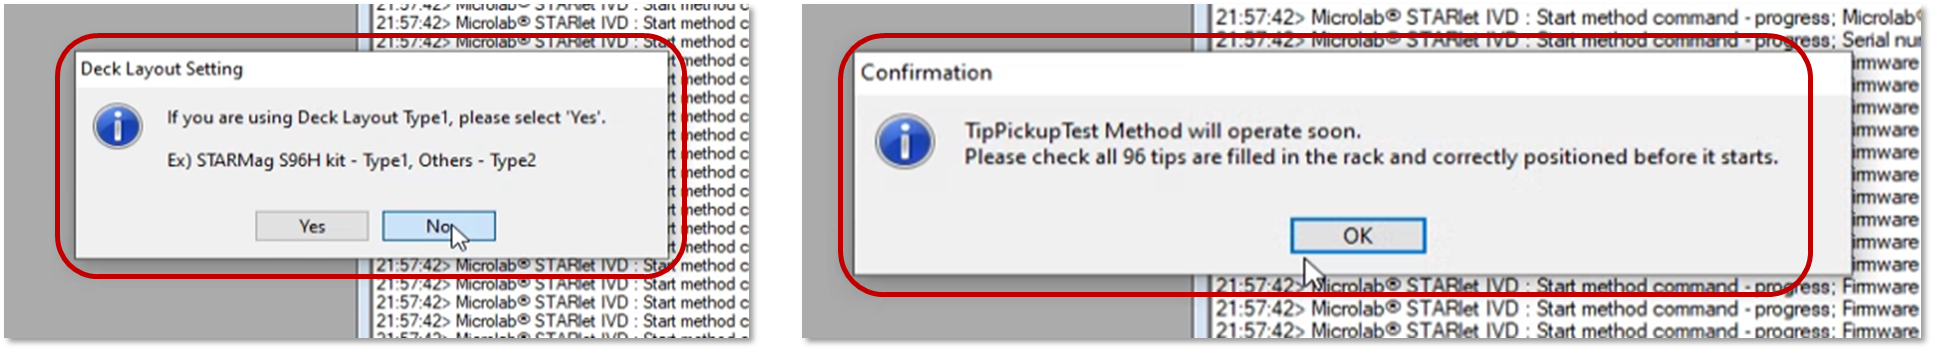 21:57:42> Microlab® STARlet IVD : Start me
21:57:42> Microlab® STARlet IVD : Start method c
21:57:42> Microlab® STARlet IVD : Start method c
Deck Layout Setting
If you are using Deck Layout Type1, please select 'Yes'.
Ex) STARMag S96H kit - Type1, Others - Type2
Yes
No
method c
method c
method c
method c
method c
method c
method c
method c
method c
21:57:42> Microlab® STARlet IVD : Start method c
21:57:42> Microlab® STARlet IVD : Start method c
21:57:42> Microlab® STARlet IVD : Start method c
21:57:42> Microlab® STARlet IVD : Start method c
21:57:42> Microlab® STARlet IVD : Start method c
21:57:42> Microlab® STARlet IVD : Start method command - progress; Microlab®
21:57:42> Microlab® STARlet IVD : Start method command - progress; Serial nu
Confirmation
TipPickupTest Method will operate soon.
Please check all 96 tips are filled in the rack and correctly positioned before it starts.
OK
irmware
irmware
irmware
irmware
irmware
irmware
irmware
irmware
irmware
irmware
21:57:42> Microlab® STARlet IVD : Start method command - progress; Firmware
21:57:42> Microlab® STARlet IVD : Start method command - progress; Firmware
21:57:42> Microlab® STARlet IVD : Start method command - progress; Firmware